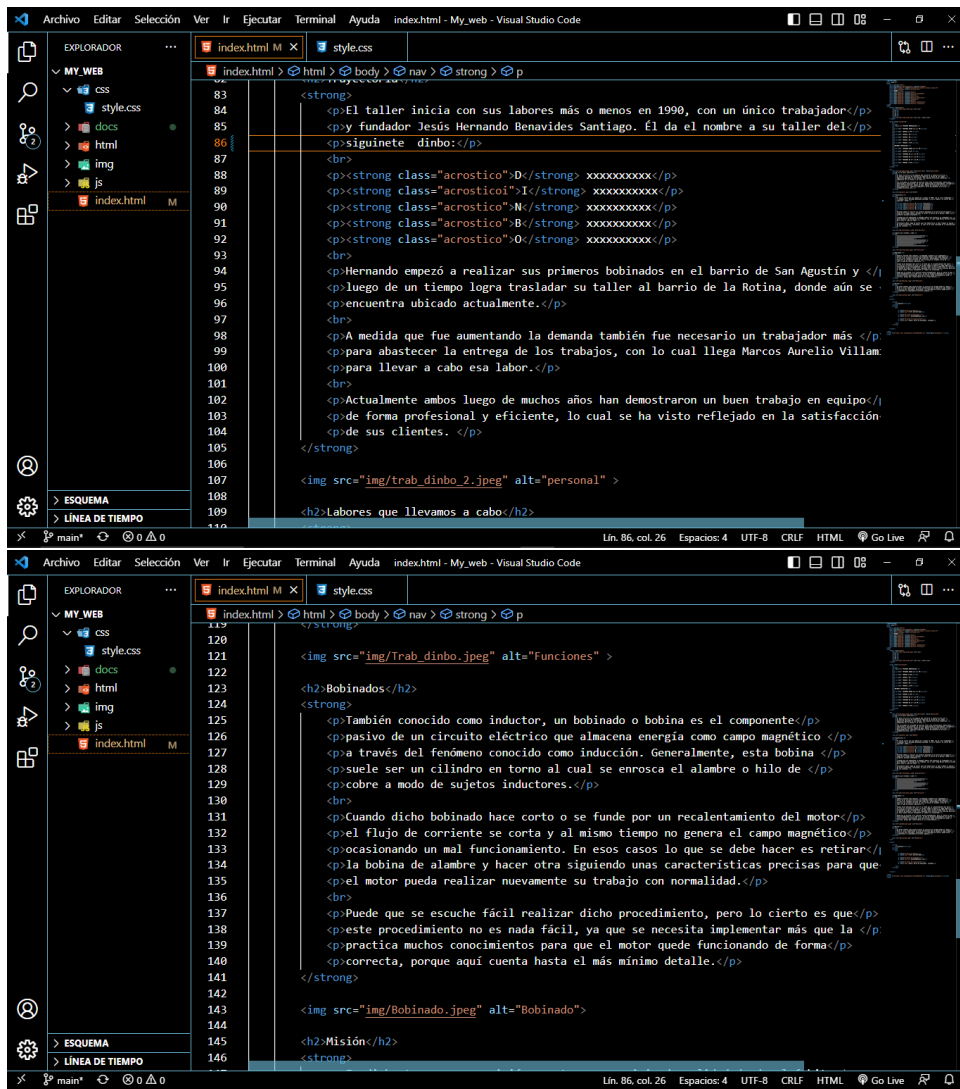 Archivo Editar Selección Ver Ir Ejecutar Terminal Ayuda index.html - My_web - Visual Studio Code
EXPLORADOR
index.html M
style.css
MY_WEB
index.html > html > body > nav > strong > p
css
style.css
docs
html
img
js
index.html M
82 <h2>Trayectoria</h2>
83 <strong>
84 <p>El taller inicia con sus labores más o menos en 1990, con un único trabajador</p>
85 <p>y fundador Jesús Hernando Benavides Santiago. Él da el nombre a su taller del</p>
86 <p>siguinete  dinbo:</p>
87 <br>
88 <p><strong class="acrostico">D</strong> xxxxxxxxxx</p>
89 <p><strong class="acrosticoi">I</strong> xxxxxxxxxx</p>
90 <p><strong class="acrostico">N</strong> xxxxxxxxxx</p>
91 <p><strong class="acrostico">B</strong> xxxxxxxxxx</p>
92 <p><strong class="acrostico">O</strong> xxxxxxxxxx</p>
93 <br>
94 <p>Hernando empezó a realizar sus primeros bobinados en el barrio de San Agustín y </
95 <p>luego de un tiempo logra trasladar su taller al barrio de la Rotina, donde aún se
96 <p>encuentra ubicado actualmente.</p>
97 <br>
98 <p>A medida que fue aumentando la demanda también fue necesario un trabajador más </p
99 <p>para abastecer la entrega de los trabajos, con lo cual llega Marcos Aurelio
100 <p>para llevar a cabo esa labor.</p>
101 <br>
102 <p>Actualmente ambos luego de muchos años han demostraron un buen trabajo en equipo</
103 <p>de forma profesional y eficiente, lo cual se ha visto reflejado en la satisfacción
104 <p>de sus clientes. </p>
105 </strong>
106
107 <img src="img/trab_dinbo_2.jpeg" alt="personal" >
108
109 <h2>Labores que llevamos a cabo</h2>
110 <strong>
ESQUEMA
LÍNEA DE TIEMPO
main* 0 0 Lín. 86, col. 26 Espacios: 4 UTF-8 CRLF HTML Go Live
Archivo Editar Selección Ver Ir Ejecutar Terminal Ayuda index.html - My_web - Visual Studio Code
EXPLORADOR
index.html M
style.css
MY_WEB
index.html > html > body > nav > strong > p
css
style.css
docs
html
img
js
index.html M
119 </strong>
120
121 <img src="img/Trab_dinbo.jpeg" alt="Funciones" >
122
123 <h2>Bobinados</h2>
124 <strong>
125 <p>También conocido como inductor, un bobinado o bobina es el componente</p>
126 <p>pasivo de un circuito eléctrico que almacena energía como campo magnético </p>
127 <p>a través del fenómeno conocido como inducción. Generalmente, esta bobina </p>
128 <p>suele ser un cilindro en torno al cual se enrosca el alambre o hilo de </p>
129 <p>cobre a modo de sujetos inductores.</p>
130 <br>
131 <p>Cuando dicho bobinado hace corto o se funde por un recalentamiento del motor</p>
132 <p>el flujo de corriente se corta y al mismo tiempo no genera el campo magnético</p>
133 <p>ocasionando un mal funcionamiento. En esos casos lo que se debe hacer es retirar</
134 <p>la bobina de alambre y hacer otra siguiendo unas características precisas para que
135 <p>el motor pueda realizar nuevamente su trabajo con normalidad.</p>
136 <br>
137 <p>Puede que se escuche fácil realizar dicho procedimiento, pero lo cierto es que</p>
138 <p>este procedimiento no es nada fácil, ya que se necesita implementar más que la </p
139 <p>practica muchos conocimientos para que el motor quede funcionando de forma</p>
140 <p>correcta, porque aquí cuenta hasta el más mínimo detalle.</p>
141 </strong>
142
143 <img src="img/Bobinado.jpeg" alt="Bobinado">
144
145 <h2>Misión</h2>
146 <strong>
ESQUEMA
LÍNEA DE TIEMPO
main* 0 0 Lín. 86, col. 26 Espacios: 4 UTF-8 CRLF HTML Go Live